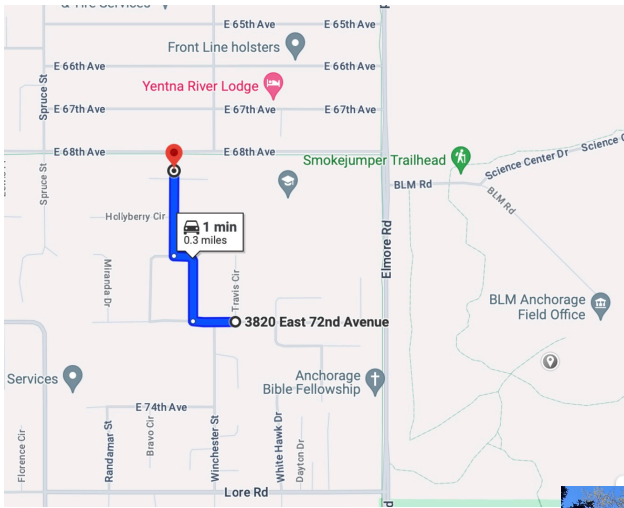 & Tire Services
E 65th Ave
E 65th Ave
Front Line holsters
E 66th Ave
E 66th Ave
Yentna River Lodge
Spruce St
E 67th Ave
E 67th Ave
E 67th Ave
E 68th Ave
E 68th Ave
Smokejumper Trailhead
Science Center Dr
Science C
Spruce St
BLM Rd
BLM Rd
Hollyberry Cir
1 min
0.3 miles
Elmore Rd
Miranda Dr
Travis Cir
BLM Anchorage
Field Office
3820 East 72nd Avenue
Services
Anchorage
Bible Fellowship
E 74th Ave
Florence Cir
Randamar St
Bravo Cir
Winchester St
White Hawk Dr
Dayton Dr
Lore Rd